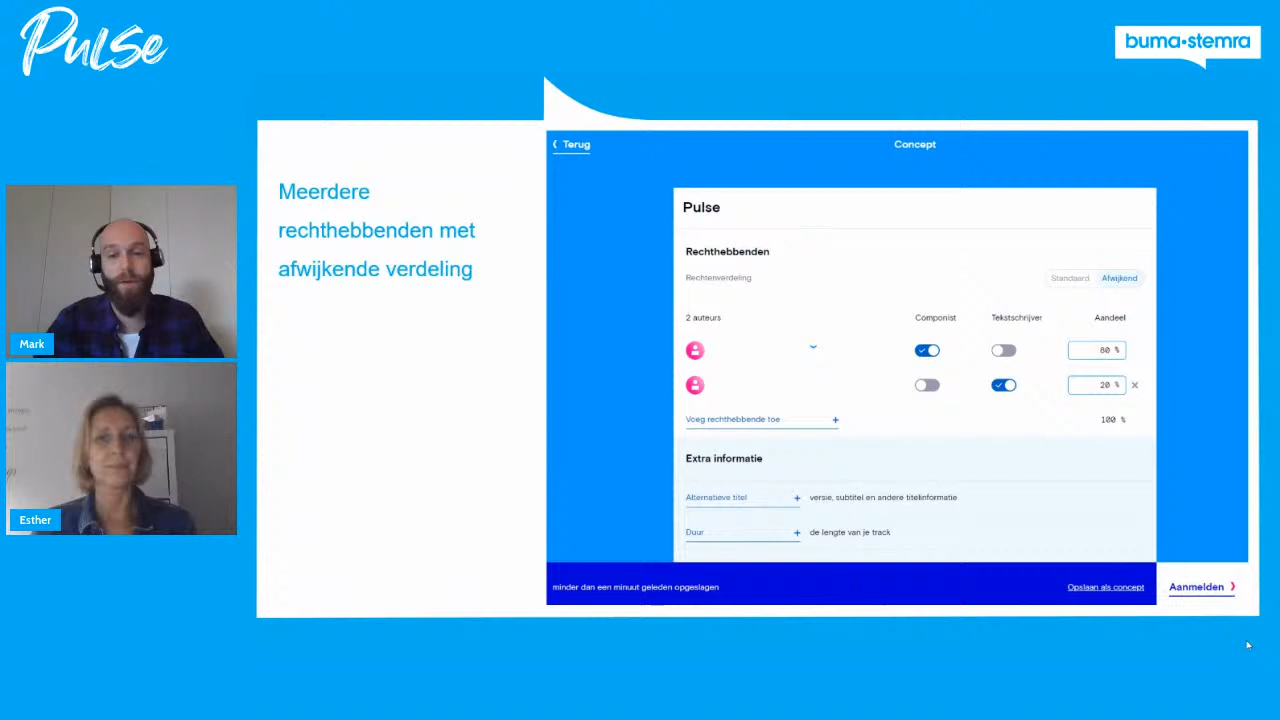 Pulse
buma•stemra
Meerdere
rechthebbenden met
afwijkende verdeling
Mark
Esther
Terug
Concept
Pulse
Rechthebbenden
Rechtenverdeling
Standaard Afwijkend
2 auteurs Componist Tekstschrijver Aandeel
80 %
20 %
Voeg rechthebbende toe +
100 %
Extra informatie
Alternatieve titel + versie, subtitel en andere titelinformatie
Duur + de lengte van je track
minder dan een minuut geleden opgeslagen
Opslaan als concept
Aanmelden